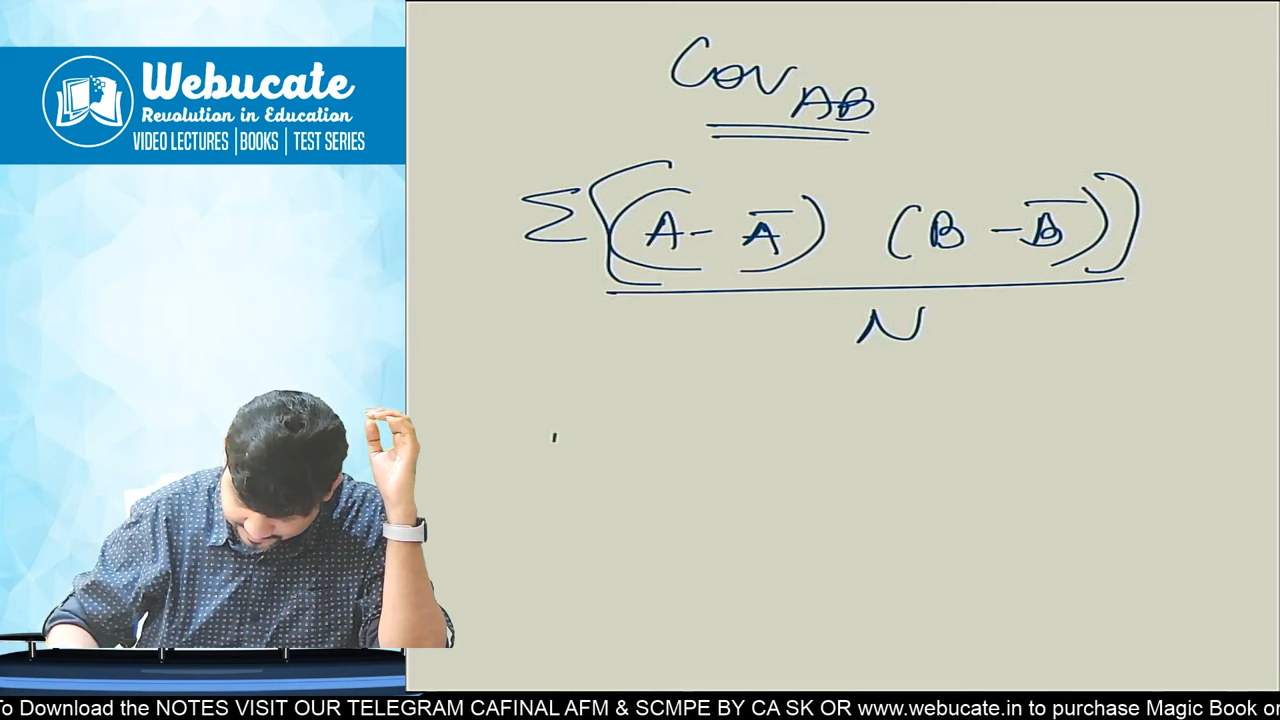 Webucate
Revolution in Education
VIDEO LECTURES | BOOKS | TEST SERIES
Cov AB
Σ[(A - A̅) (B - B̅)]
N
To Download the NOTES VISIT OUR TELEGRAM CAFINAL AFM & SCMPE BY CA SK OR www.webucate.in to purchase Magic Book